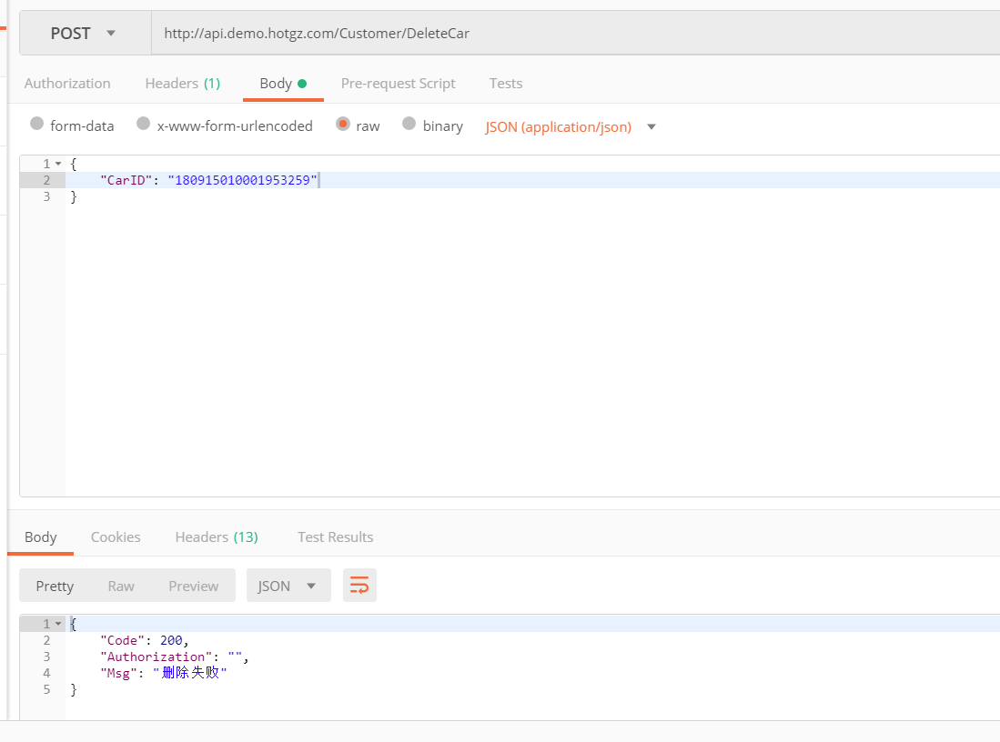 POST http://api.demo.hotgz.com/Customer/DeleteCar
Authorization Headers (1) Body Pre-request Script Tests
form-data x-www-form-urlencoded raw binary JSON (application/json)
1 {
2 "CarID": "180915010001953259"
3 }
Body Cookies Headers (13) Test Results
Pretty Raw Preview JSON
1 {
2 "Code": 200,
3 "Authorization": "",
4 "Msg": "删除失败"
5 }